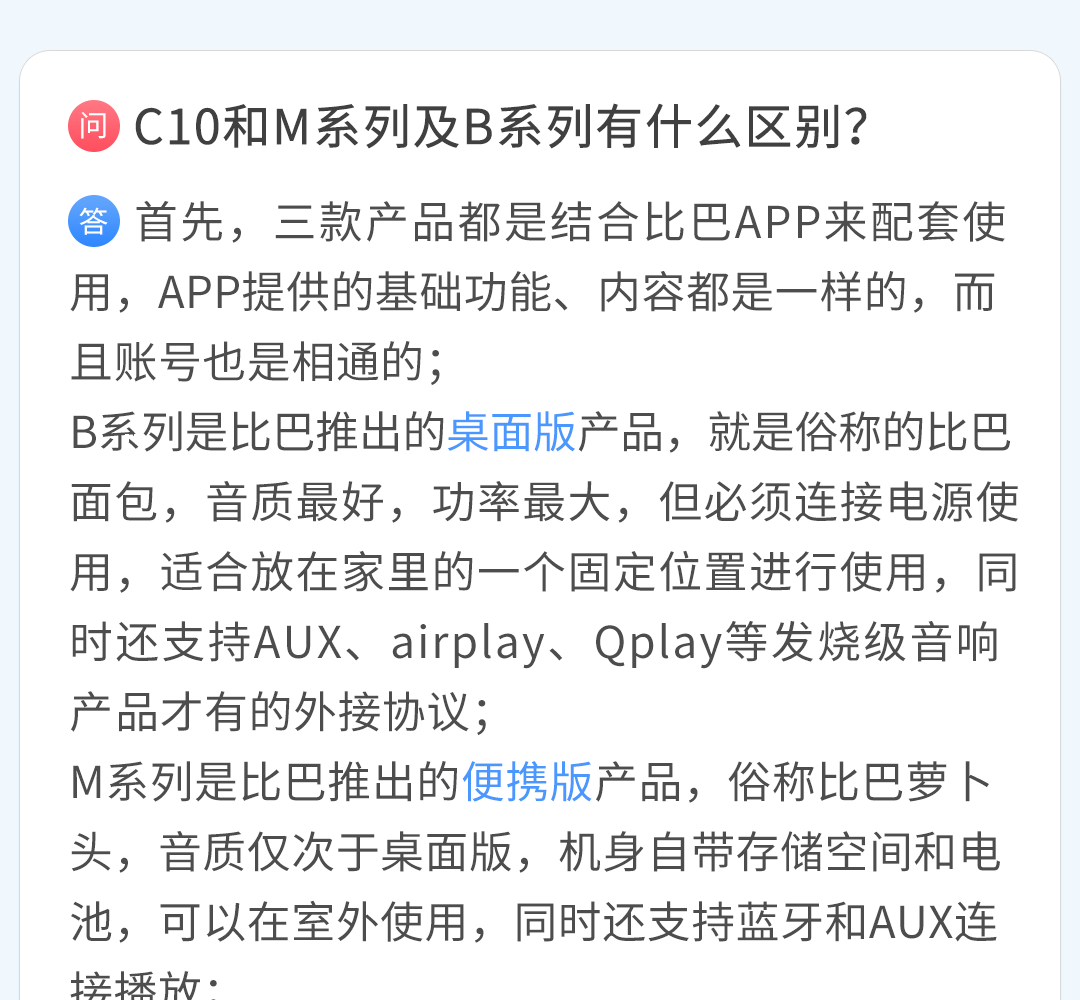 问 C10和M系列及B系列有什么区别？
答 首先，三款产品都是结合比巴APP来配套使
用，APP提供的基础功能、内容都是一样的，而
且账号也是相通的；
B系列是比巴推出的桌面版产品，就是俗称的比巴
面包，音质最好，功率最大，但必须连接电源使
用，适合放在家里的一个固定位置进行使用，同
时还支持AUX、airplay、Qplay等发烧级音响
产品才有的外接协议；
M系列是比巴推出的便携版产品，俗称比巴萝卜
头，音质仅次于桌面版，机身自带存储空间和电
池，可以在室外使用，同时还支持蓝牙和AUX连
接播放；